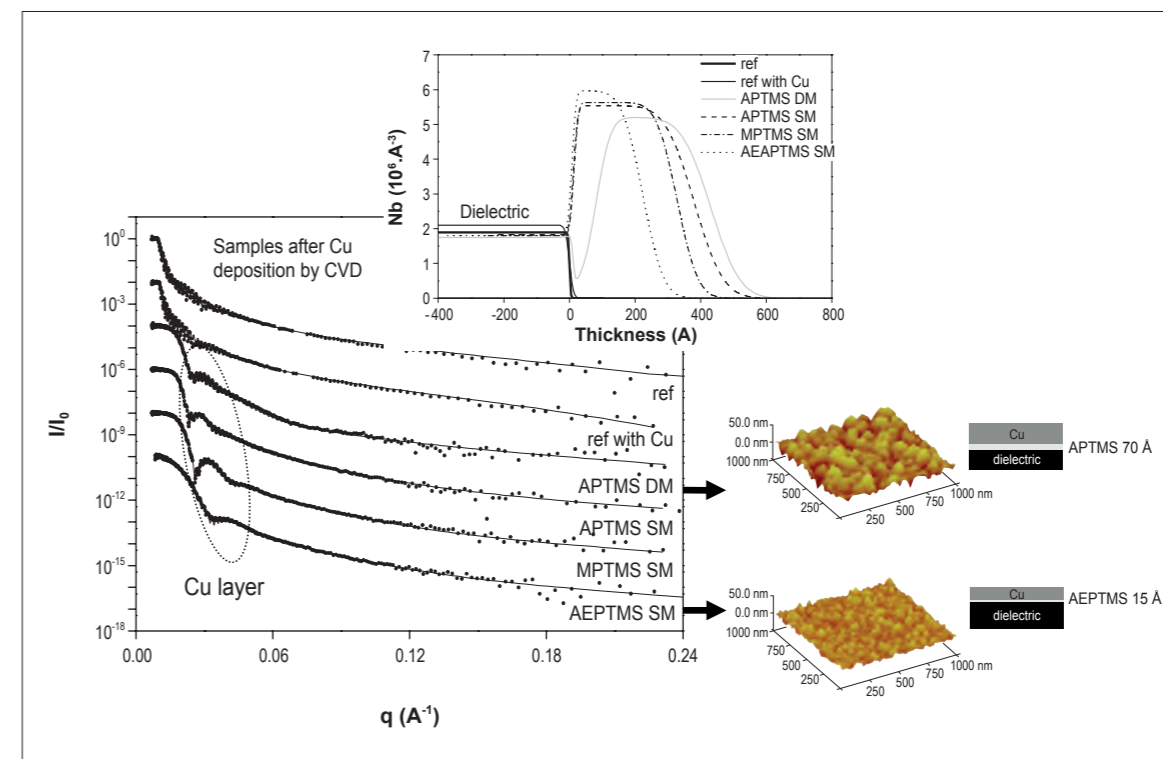 7
6
5
4
3
2
1
0
Nb (10⁶.A⁻³)
ref
ref with Cu
APTMS DM
APTMS SM
MPTMS SM
AEAPTMS SM
Dielectric
-400 -200 0 200 400 600 800
Thickness (A)
Samples after Cu
deposition by CVD
I/I₀
10⁰
10⁻³
10⁻⁶
10⁻⁹
10⁻¹²
10⁻¹⁵
10⁻¹⁸
ref
ref with Cu
APTMS DM
APTMS SM
MPTMS SM
AEPTMS SM
Cu layer
0.00 0.06 0.12 0.18 0.24
q (A⁻¹)
50.0 nm
0.0 nm
1000 nm
750
500
250
250
500
750
1000 nm
Cu
dielectric
APTMS 70 Å
50.0 nm
0.0 nm
1000 nm
750
500
250
250
500
750
1000 nm
Cu
dielectric
AEPTMS 15 Å